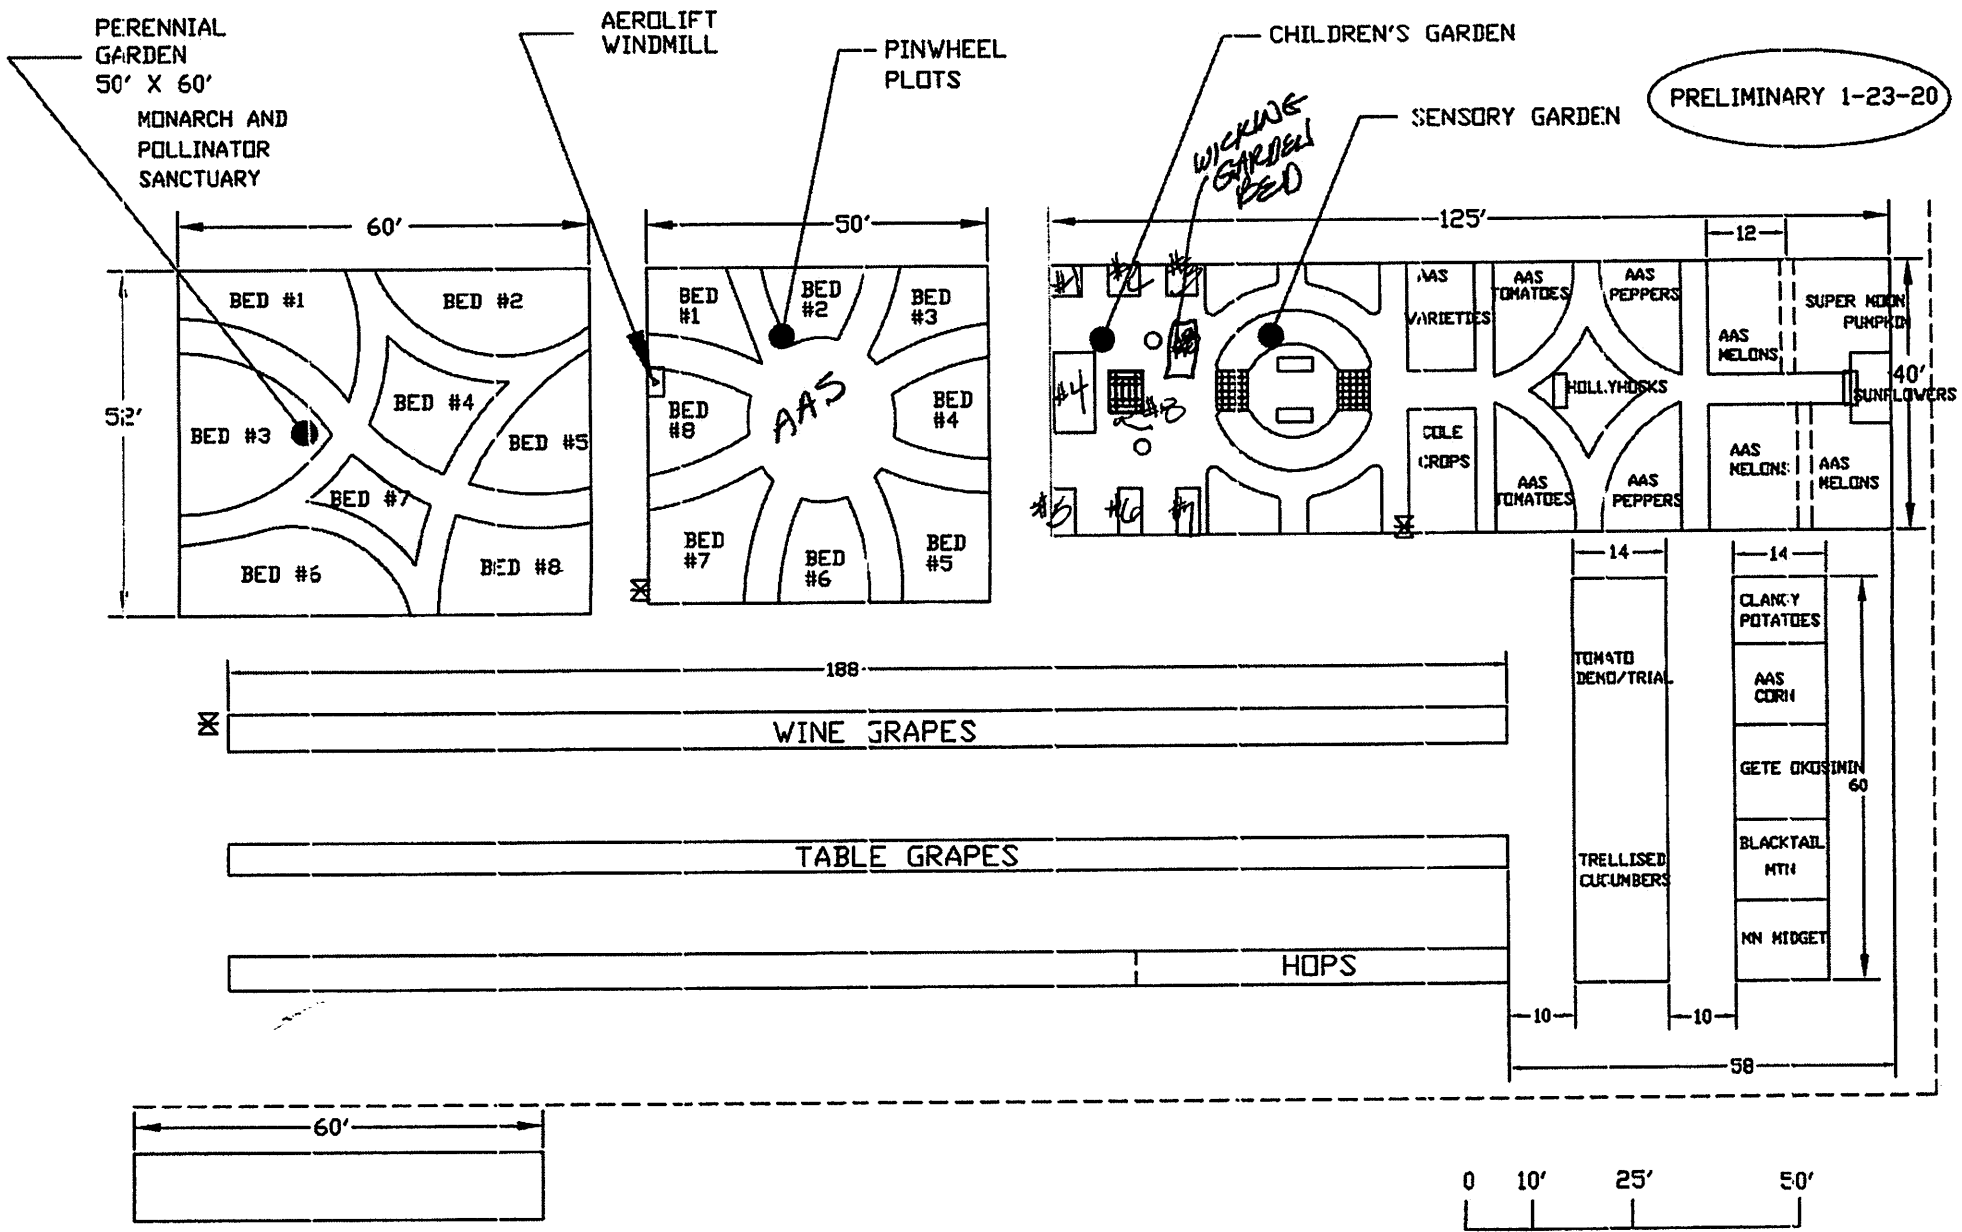 PERENNIAL
GARDEN
50' X 60'
MONARCH AND
POLLINATOR
SANCTUARY
AEROLIFT
WINDMILL
PINWHEEL
PLOTS
CHILDREN'S GARDEN
WICKING
GARDEN
BED
SENSORY GARDEN
PRELIMINARY 1-23-20
60'
50'
125'
12
52'
BED #1
BED #2
BED #3
BED #4
BED #5
BED #6
BED #7
BED #8
BED
#1
BED
#2
BED
#3
BED
#4
BED
#5
BED
#6
BED
#7
BED
#8
AAS
#1
#2
#3
#4
#8
#5
#6
#7
AAS
VARIETIES
COLE
CROPS
AAS
TOMATOES
AAS
PEPPERS
HOLLYHOCKS
AAS
TOMATOES
AAS
PEPPERS
AAS
MELONS
SUPER MOON
PUMPKIN
40'
SUNFLOWERS
AAS
MELONS
AAS
MELONS
14
14
TOMATO
DEMO/TRIAL
TRELLISED
CUCUMBERS
CLANCY
POTATOES
AAS
CORN
GETE OKOSIMIN
60
BLACKTAIL
MTN
MN MIDGET
188
WINE GRAPES
TABLE GRAPES
HOPS
10
10
58
60'
0 10' 25' 50'